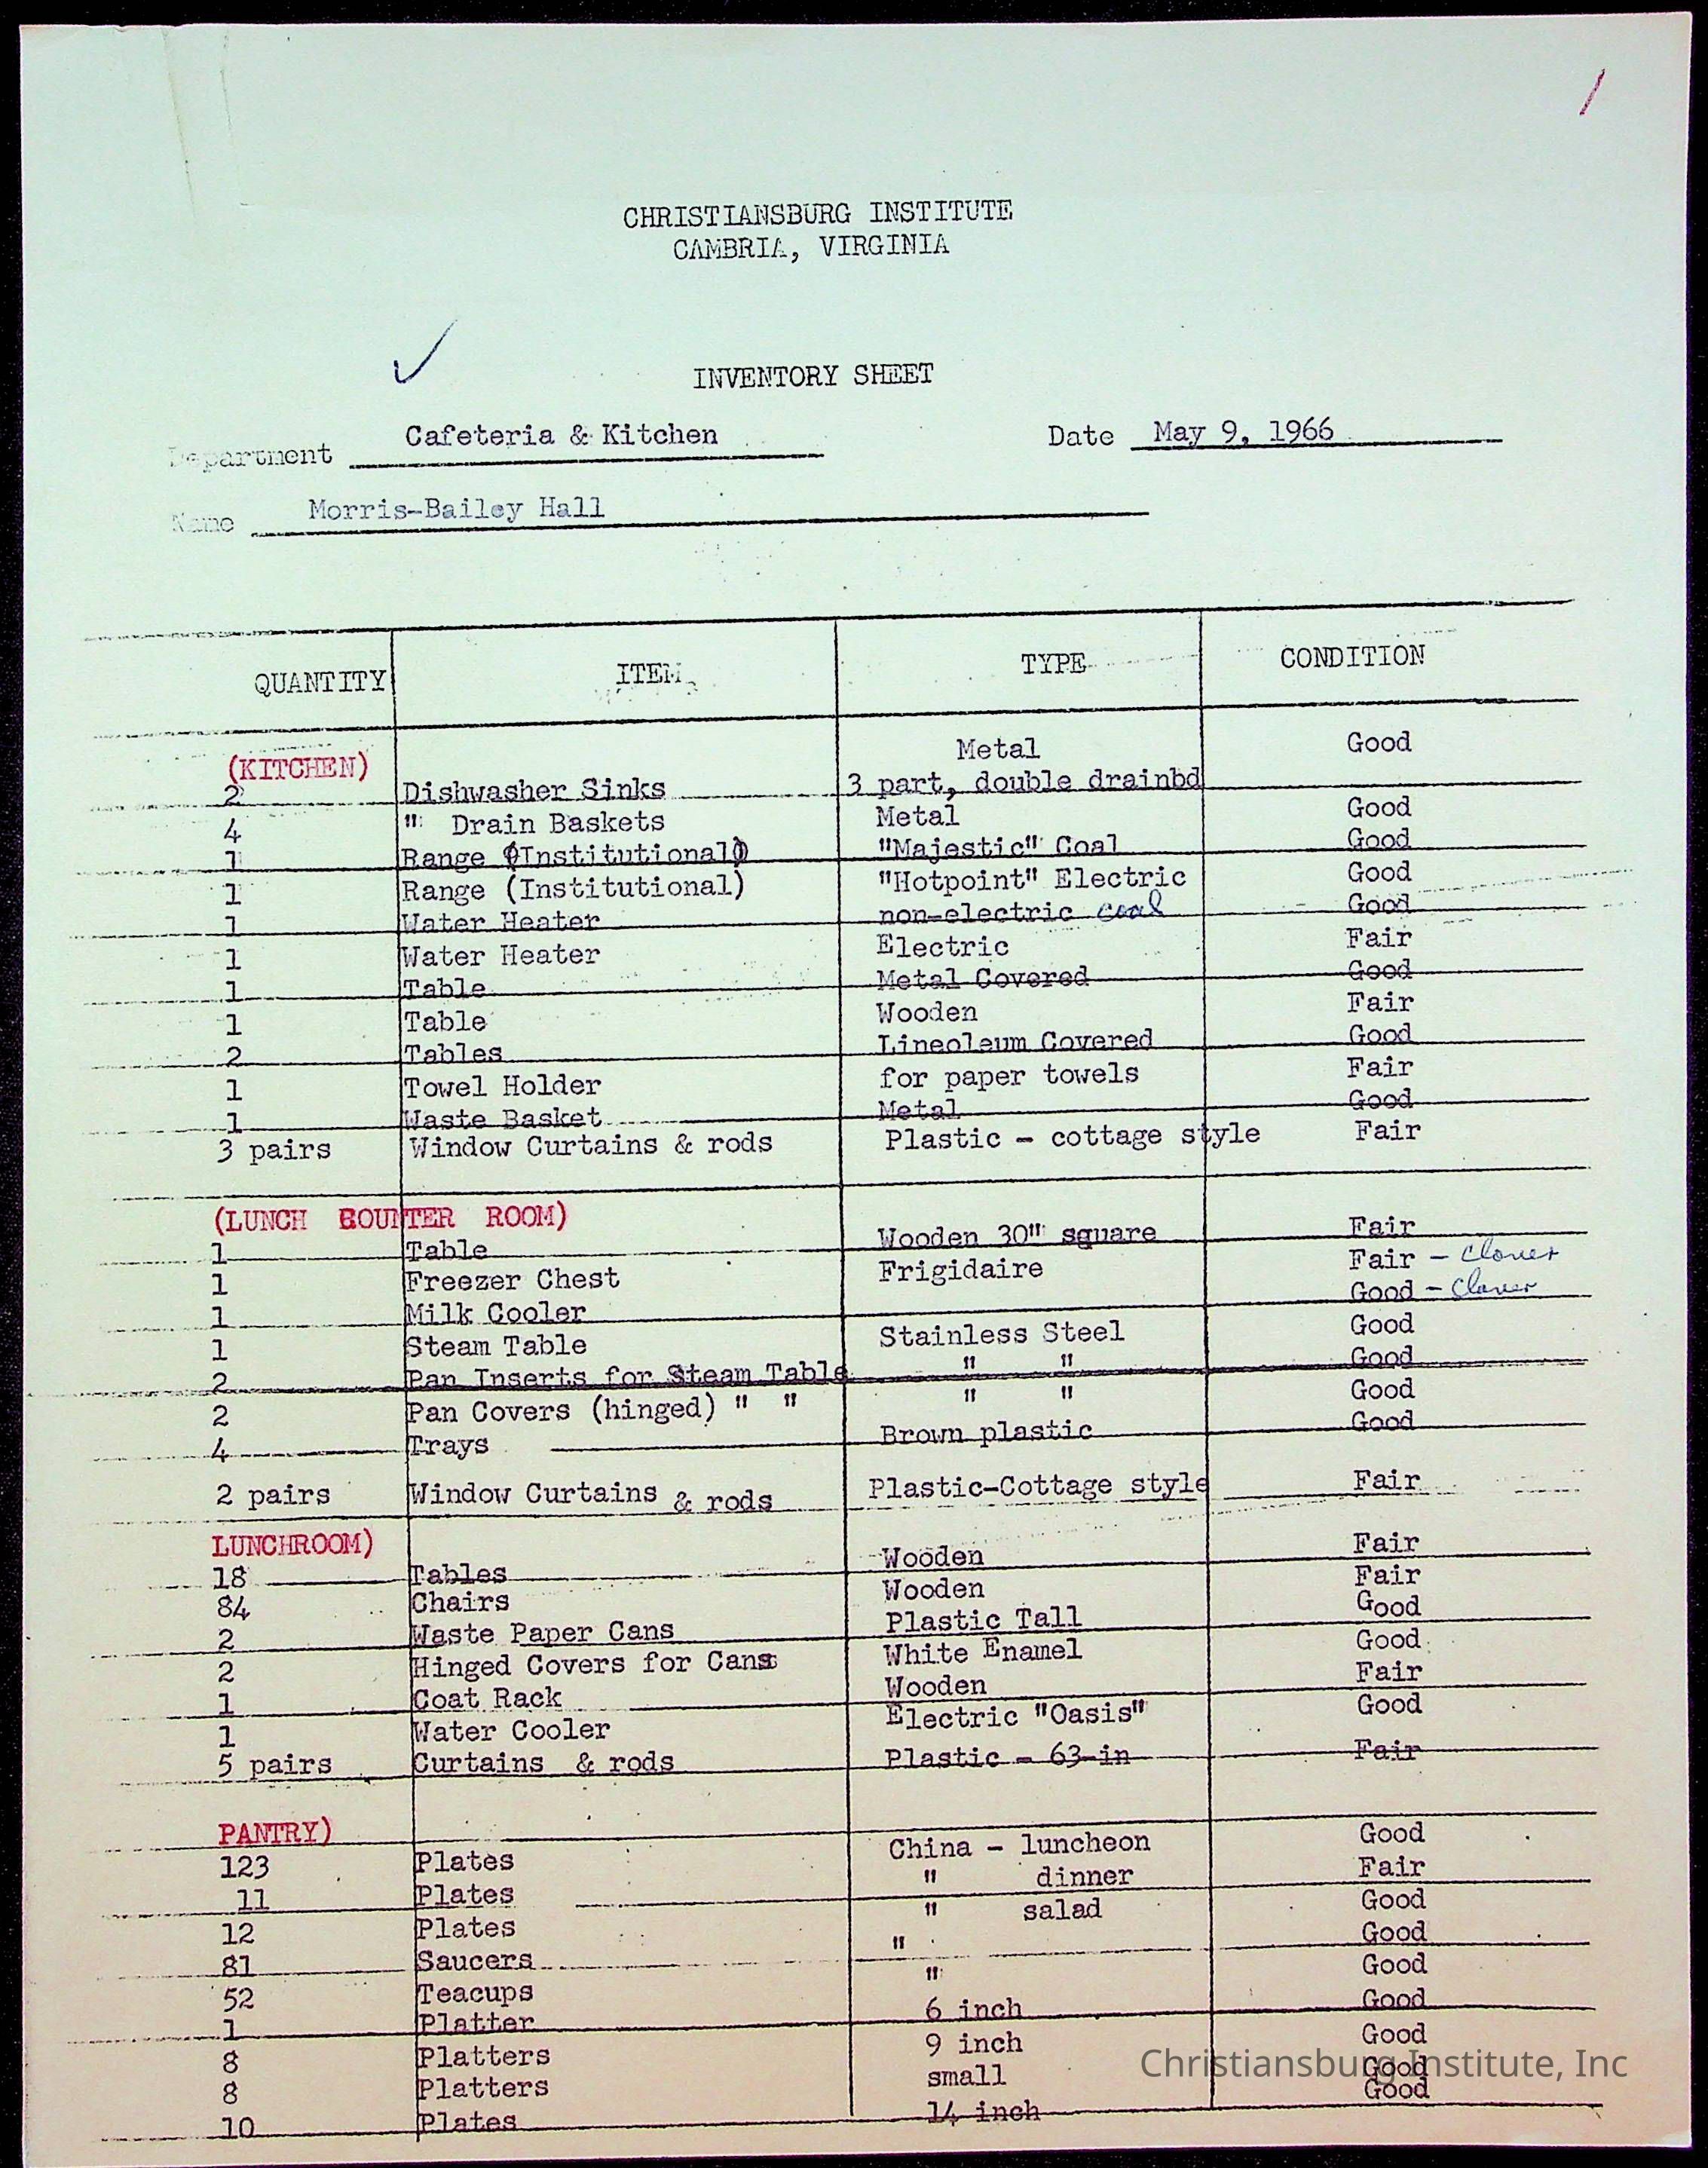 /
CHRISTIANSBURG INSTITUTE
CAMBRIA, VIRGINIA
INVENTORY SHEET
Department Cafeteria & Kitchen Date May 9, 1966
Name Morris-Bailey Hall
QUANTITY ITEM TYPE CONDITION
(KITCHEN) Metal Good
2 Dishwasher Sinks 3 part, double drainbd
4 " Drain Baskets Metal Good
1 Range (Institutional) "Majestic" Coal Good
1 Range (Institutional) "Hotpoint" Electric Good
1 Water Heater non-electric coal Good
1 Water Heater Electric Fair
1 Table Metal Covered Good
1 Table Wooden Fair
2 Tables Lineoleum Covered Good
1 Towel Holder for paper towels Fair
1 Waste Basket Metal Good
3 pairs Window Curtains & rods Plastic - cottage style Fair
(LUNCH COUNTER ROOM)
1 Table Wooden 30" square Fair
1 Freezer Chest Frigidaire Fair - Clover
1 Milk Cooler Good - Clover
1 Steam Table Stainless Steel Good
2 Pan Inserts for Steam Table " " Good
2 Pan Covers (hinged) " " " " Good
4 Trays Brown plastic Good
2 pairs Window Curtains & rods Plastic-Cottage style Fair
LUNCHROOM)
18 Tables Wooden Fair
84 Chairs Wooden Fair
2 Waste Paper Cans Plastic Tall Good
2 Hinged Covers for Cans White Enamel Good
1 Coat Rack Wooden Fair
1 Water Cooler Electric "Oasis" Good
5 pairs Curtains & rods Plastic - 63-in Fair
PANTRY)
123 Plates China - luncheon Good
11 Plates " dinner Fair
12 Plates " salad Good
81 Saucers " Good
52 Teacups " Good
1 Platter 6 inch Good
8 Platters 9 inch Good
8 Platters small Good
10 Plates 14 inch Good
Christiansburg Institute, Inc